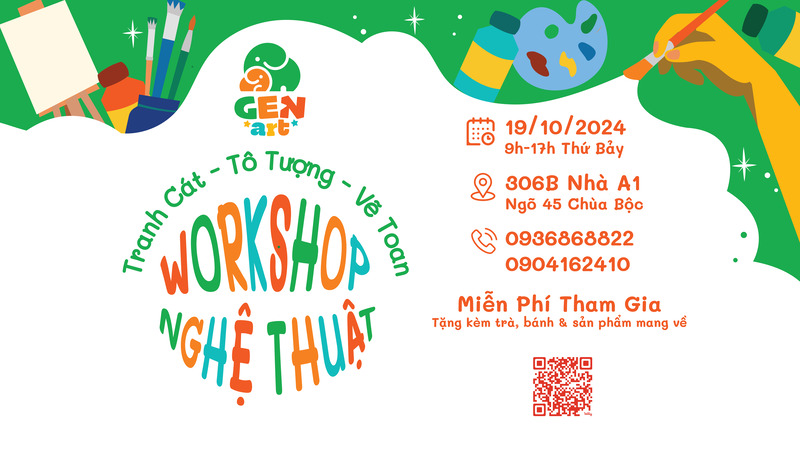 GEN
art
Tranh Cát - Tô Tượng - Vẽ Toan
WORKSHOP
NGHỆ THUẬT
19/10/2024
9h-17h Thứ Bảy
306B Nhà A1
Ngõ 45 Chùa Bộc
0936868822
0904162410
Miễn Phí Tham Gia
Tặng kèm trà, bánh & sản phẩm mang về